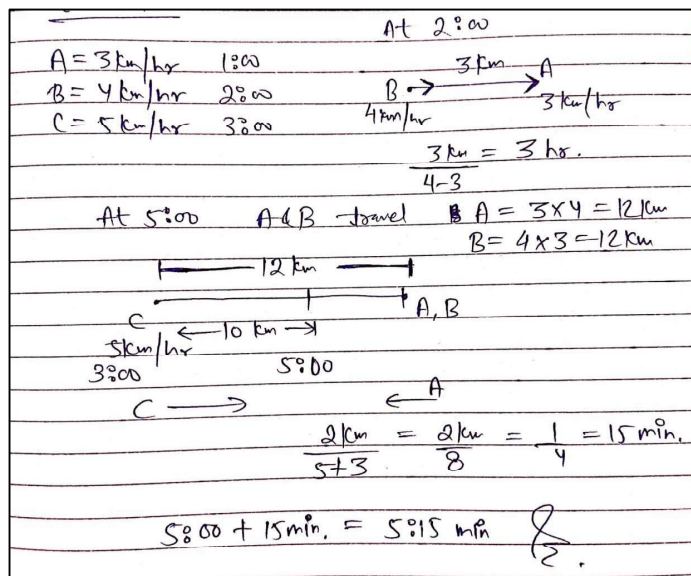 At 2:00
A = 3 km/hr 1:00
B = 4 km/hr 2:00
C = 5 km/hr 3:00
3 km
B A
4 km/hr 3 km/hr
3 km / 4-3 = 3 hr.
At 5:00 A & B travel A = 3 x 4 = 12 km
B = 4 x 3 = 12 km
12 km
C A, B
10 km
5 km/hr
3:00 5:00
C A
2 km / 5+3 = 2 km / 8 = 1 / 4 = 15 min.
5:00 + 15 min. = 5:15 min